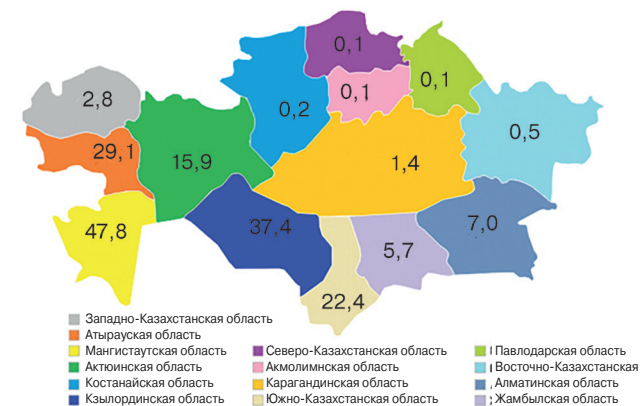 0,1
0,1
0,1
2,8
0,2
0,5
29,1
15,9
1,4
47,8
37,4
5,7
7,0
22,4
Западно-Казахстанская область
Атырауская область
Мангистаутская область
Актюинская область
Костанайская область
Кзылординская область
Северо-Казахстанская область
Акмолимнская область
Карагандинская область
Южно-Казахстанская область
Павлодарская область
Восточно-Казахстанская
Алматинская область
Жамбылская область